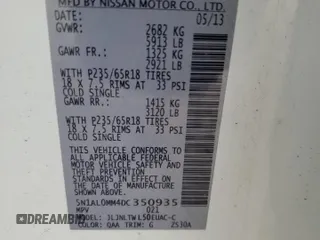 MFD BY NISSAN MOTOR CO., LTD.
DATE: 05/13
GVWR: 2682 KG
5913 LB
GAWR FR.: 1325 KG
2921 LB
WITH P235/65R18 TIRES
18 X 7.5 RIMS AT 33 PSI
COLD SINGLE
GAWR RR: 1415 KG
3120 LB
WITH P235/65R18 TIRES
18 X 7.5 RIMS AT 33 PSI
COLD SINGLE
THIS VEHICLE CONFORMS TO ALL
APPLICABLE U.S. FEDERAL MOTOR VEHICLE
SAFETY STANDARDS AND THEFT PREVENTION
STANDARDS IN EFFECT ON THE DATE
OF MANUFACTURE SHOWN ABOVE.
5N1AL0MM4DC350935
MPV
MODEL: JLJNLTWL50EUAC-C
COLOR: QAA TRIM: G Z530A